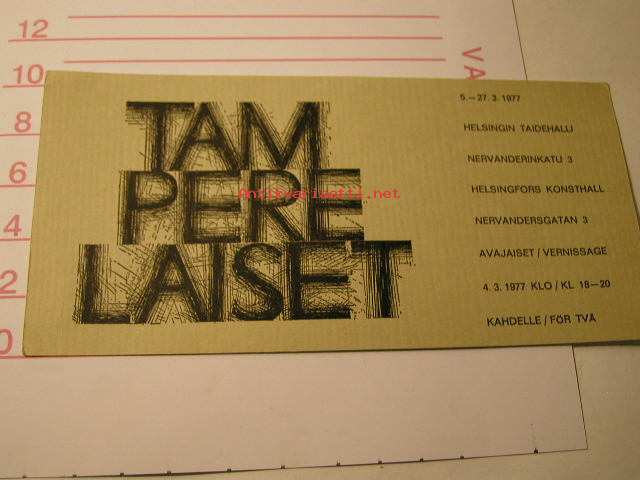 TAM
PERE
LAISET
5.—27.3.1977
HELSINGIN TAIDEHALLI
NERVANDERINKATU 3
HELSINGFORS KONSTHALL
NERVANDERSGATAN 3
AVAJAISET / VERNISSAGE
4.3.1977 KLO / KL 18—20
KAHDELLE / FÖR TVÅ
Antikvariaatti.net
12
10
8
6
4
2
0
VA